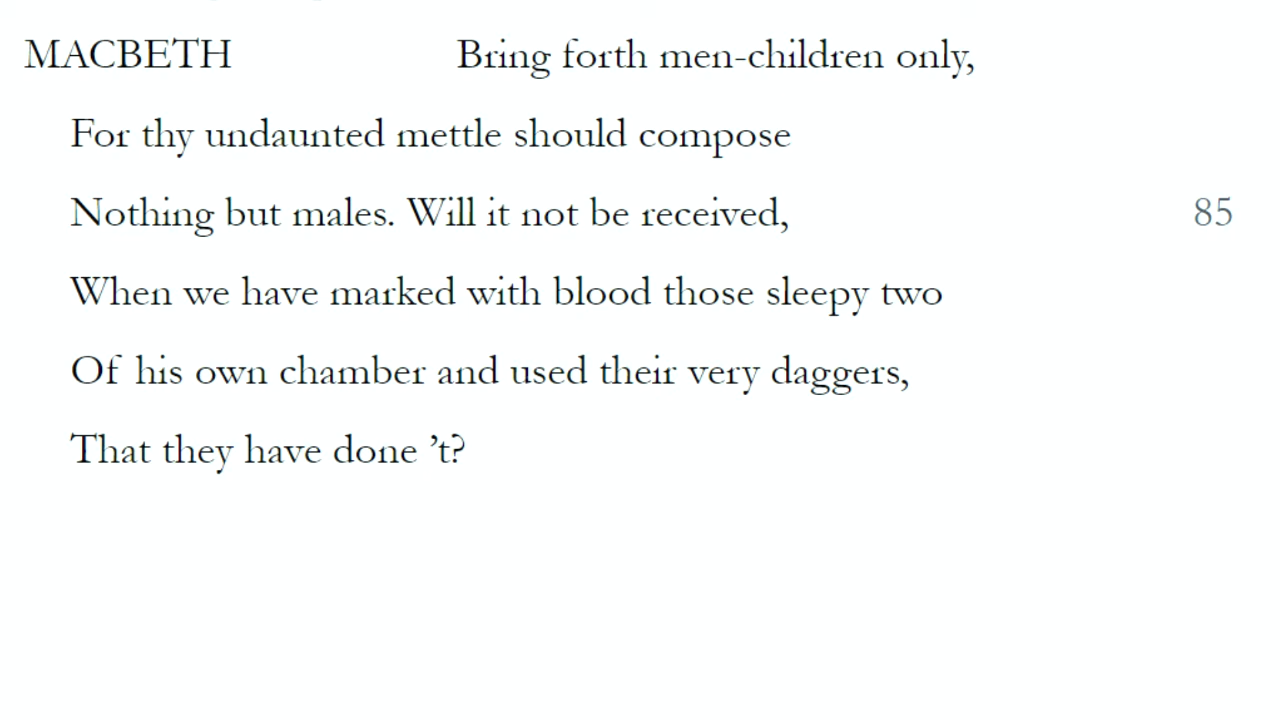 MACBETH Bring forth men-children only,
For thy undaunted mettle should compose
Nothing but males. Will it not be received, 85
When we have marked with blood those sleepy two
Of his own chamber and used their very daggers,
That they have done ’t?